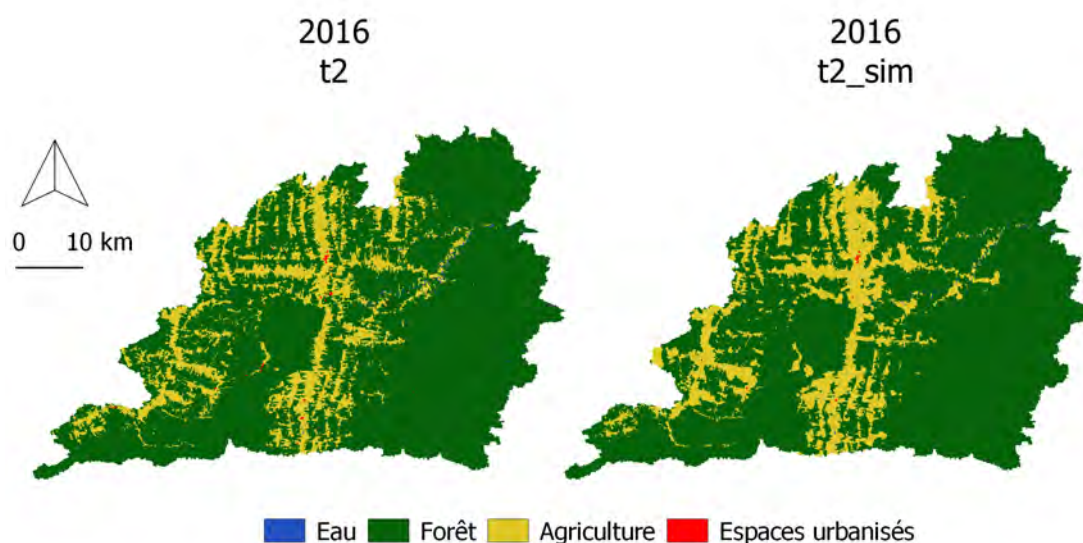 2016
t2
2016
t2_sim
0 10 km
Eau Forêt Agriculture Espaces urbanisés